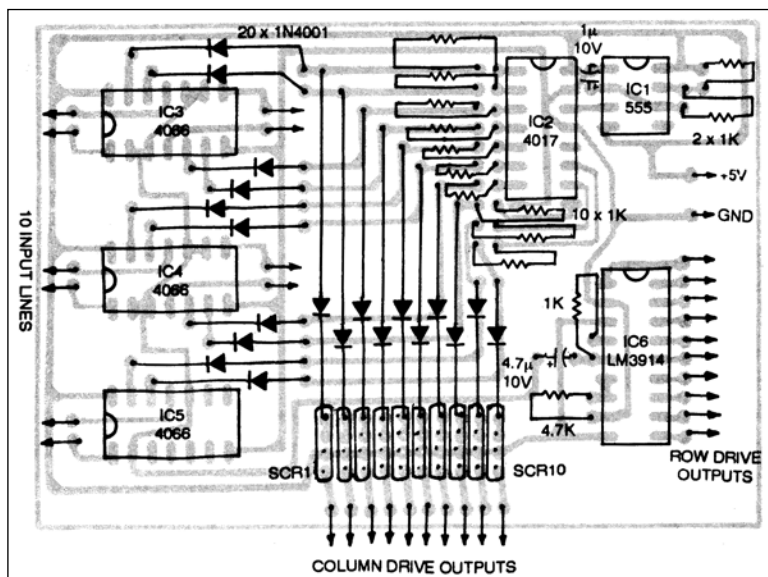 20 x 1N4001
1µ
10V
IC3
4066
IC1
555
IC2
4017
2 x 1K
+5V
10 INPUT LINES
GND
10 x 1K
IC4
4066
1K
IC6
LM3914
4.7µ
+
10V
IC5
4066
4.7K
SCR1
SCR10
ROW DRIVE
OUTPUTS
COLUMN DRIVE OUTPUTS